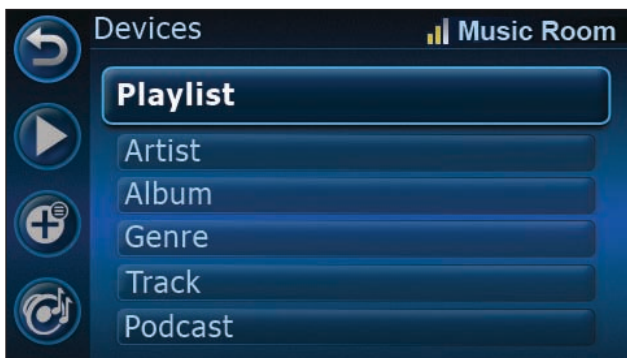 Devices
Music Room
Playlist
Artist
Album
Genre
Track
Podcast